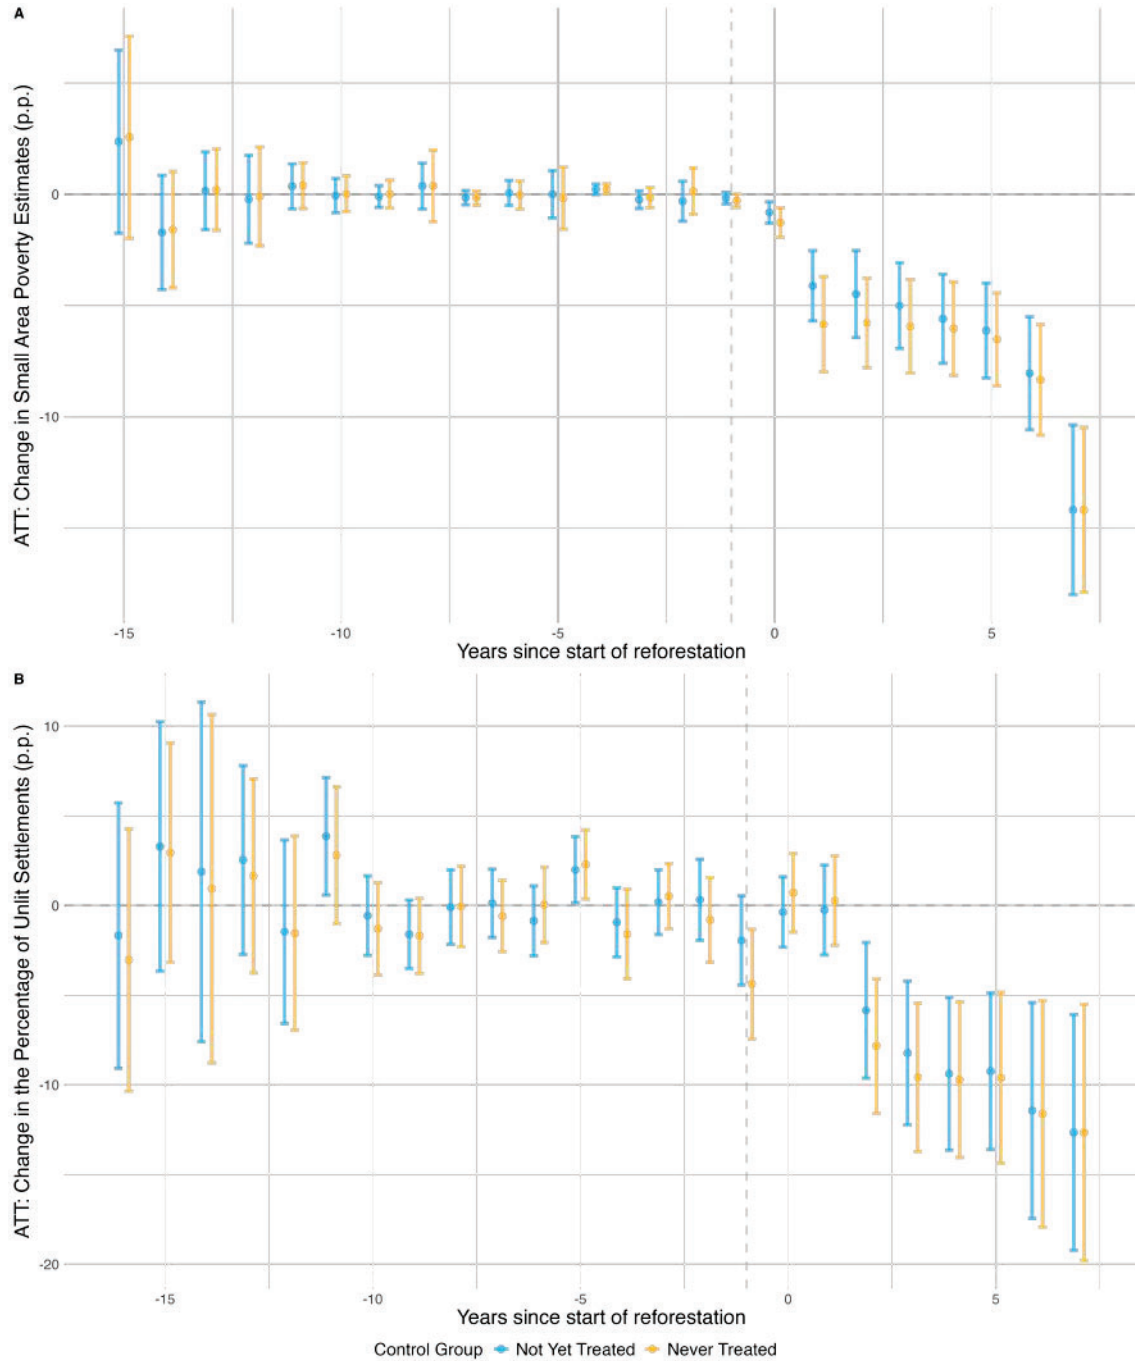 A
ATT: Change in Small Area Poverty Estimates (p.p.)
0
-10
-15
-10
-5
0
5
Years since start of reforestation
B
ATT: Change in the Percentage of Unlit Settlements (p.p.)
10
0
-10
-20
-15
-10
-5
0
5
Years since start of reforestation
Control Group Not Yet Treated Never Treated